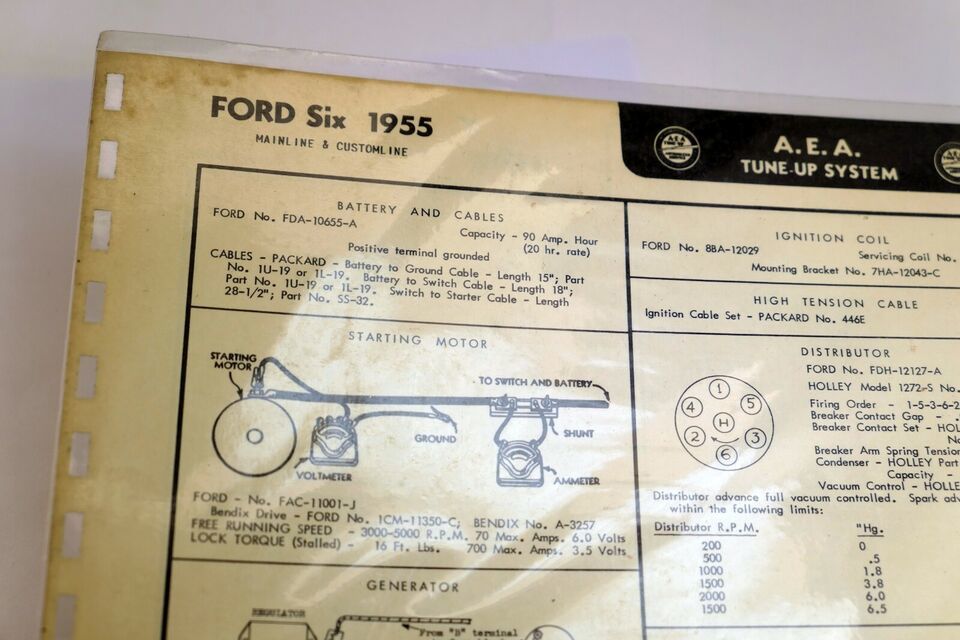 FORD Six 1955
MAINLINE & CUSTOMLINE
A.E.A.
TUNE-UP SYSTEM
BATTERY AND CABLES
FORD No. FDA-10655-A
Capacity - 90 Amp. Hour
(20 hr. rate)
Positive terminal grounded
CABLES - PACKARD - Battery to Ground Cable - Length 15"; Part
No. 1U-19 or 1L-19. Battery to Switch Cable - Length 18";
Part No. 1U-19 or 1L-19. Switch to Starter Cable - Length
28-1/2"; Part No. SS-32.
STARTING MOTOR
STARTING
MOTOR
TO SWITCH AND BATTERY
GROUND
SHUNT
VOLTMETER
AMMETER
FORD - No. FAC-11001-J
Bendix Drive - FORD No. 1CM-11350-C; BENDIX No. A-3257
FREE RUNNING SPEED - 3000-5000 R.P.M. 70 Max. Amps. 6.0 Volts
LOCK TORQUE (Stalled) - 16 Ft. Lbs. 700 Max. Amps. 3.5 Volts
GENERATOR
REGULATOR
From "B" terminal
IGNITION COIL
FORD No. 8BA-12029
Servicing Coil No.
Mounting Bracket No. 7HA-12043-C
HIGH TENSION CABLE
Ignition Cable Set - PACKARD No. 446E
DISTRIBUTOR
1
4 5
H
2 3
6
FORD No. FDH-12127-A
HOLLEY Model 1272-S No.
Firing Order - 1-5-3-6-2
Breaker Contact Gap - .
Breaker Contact Set - HOL
No
Breaker Arm Spring Tension
Condenser - HOLLEY Part
Capacity -
Vacuum Control - HOLLE
Distributor advance full vacuum controlled. Spark adv
within the following limits:
Distributor R.P.M. "Hg.
200 0
500 .5
1000 1.8
1500 3.8
2000 6.0
1500 6.5